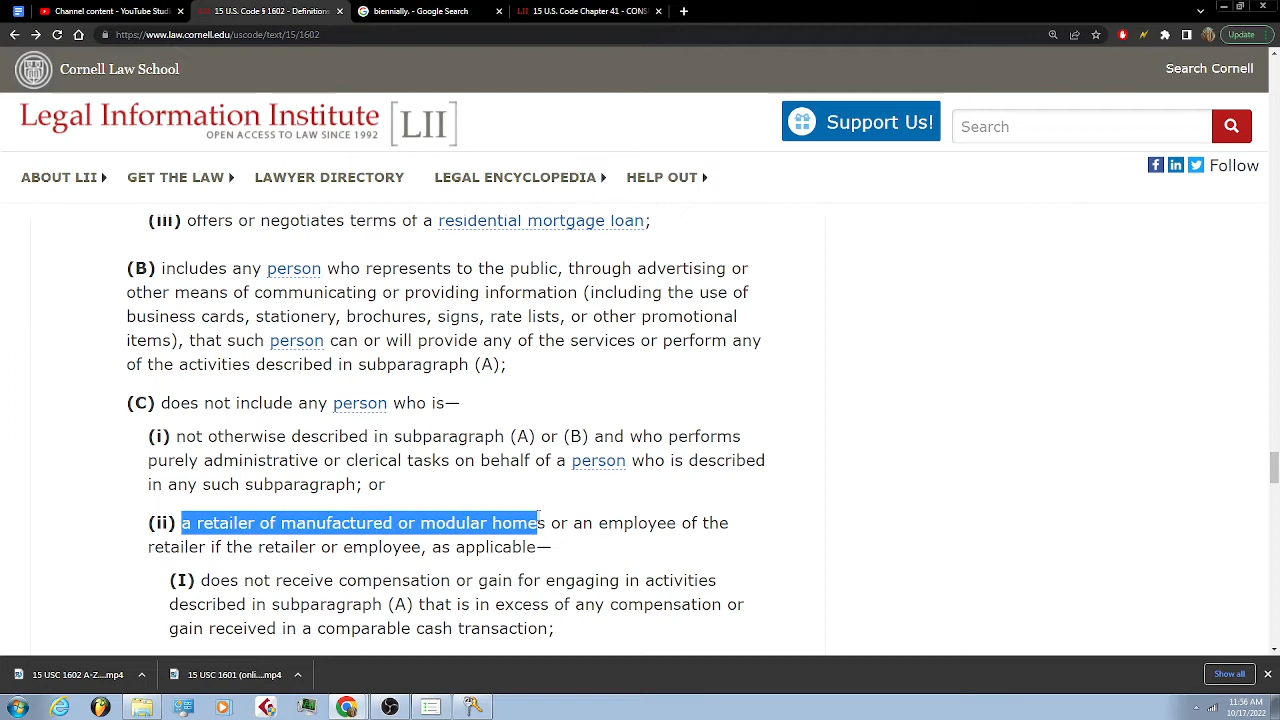 Channel content - YouTube Studi
15 U.S. Code § 1602 - Definitions
biennially. - Google Search
15 U.S. Code Chapter 41 - CONS
https://www.law.cornell.edu/uscode/text/15/1602
Update
Cornell Law School
Search Cornell
Legal Information Institute
OPEN ACCESS TO LAW SINCE 1992
[LII]
Support Us!
Search
ABOUT LII GET THE LAW LAWYER DIRECTORY LEGAL ENCYCLOPEDIA HELP OUT
Follow
(iii) offers or negotiates terms of a residential mortgage loan;
(B) includes any person who represents to the public, through advertising or
other means of communicating or providing information (including the use of
business cards, stationery, brochures, signs, rate lists, or other promotional
items), that such person can or will provide any of the services or perform any
of the activities described in subparagraph (A);
(C) does not include any person who is—
(i) not otherwise described in subparagraph (A) or (B) and who performs
purely administrative or clerical tasks on behalf of a person who is described
in any such subparagraph; or
(ii) a retailer of manufactured or modular homes or an employee of the
retailer if the retailer or employee, as applicable—
(I) does not receive compensation or gain for engaging in activities
described in subparagraph (A) that is in excess of any compensation or
gain received in a comparable cash transaction;
15 USC 1602 A-Z....mp4
15 USC 1601 (onli....mp4
Show all
11:56 AM
10/17/2022